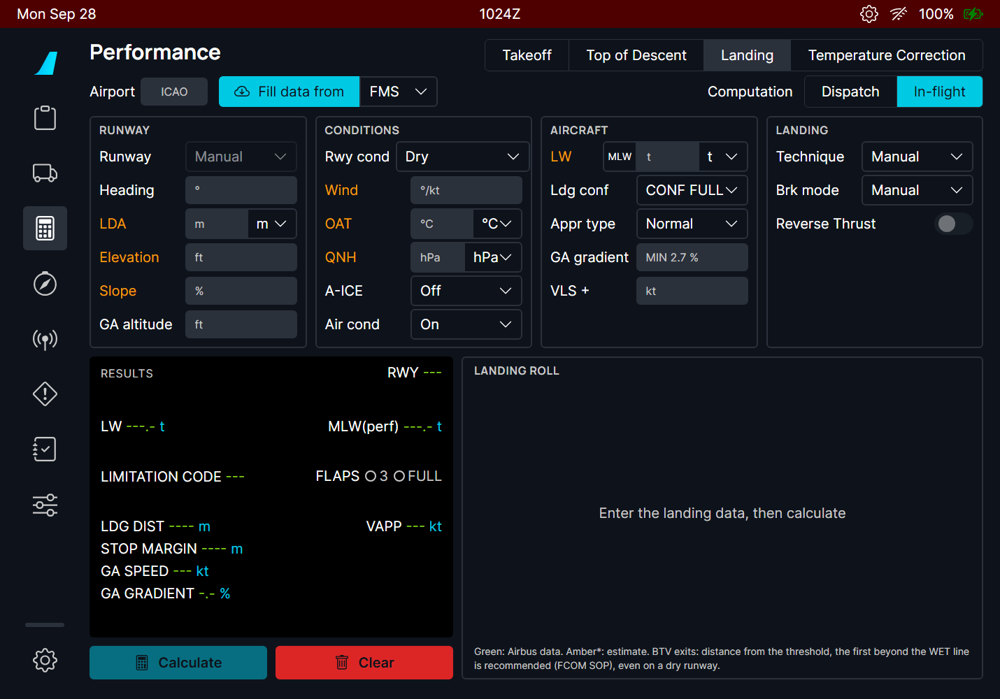 Mon Sep 28 1024Z 100%
Performance Takeoff Top of Descent Landing Temperature Correction
Airport ICAO Fill data from FMS Computation Dispatch In-flight
RUNWAY
Runway Manual
Heading °
LDA m m
Elevation ft
Slope %
GA altitude ft
CONDITIONS
Rwy cond Dry
Wind °/kt
OAT °C °C
QNH hPa hPa
A-ICE Off
Air cond On
AIRCRAFT
LW MLW t t
Ldg conf CONF FULL
Appr type Normal
GA gradient MIN 2.7 %
VLS + kt
LANDING
Technique Manual
Brk mode Manual
Reverse Thrust
RESULTS RWY ---
LW ---.- t MLW(perf) ---.- t
LIMITATION CODE --- FLAPS 3 FULL
LDG DIST ---- m VAPP --- kt
STOP MARGIN ---- m
GA SPEED --- kt
GA GRADIENT -.- %
Calculate Clear
LANDING ROLL
Enter the landing data, then calculate
Green: Airbus data. Amber*: estimate. BTV exits: distance from the threshold, the first beyond the WET line
is recommended (FCOM SOP), even on a dry runway.